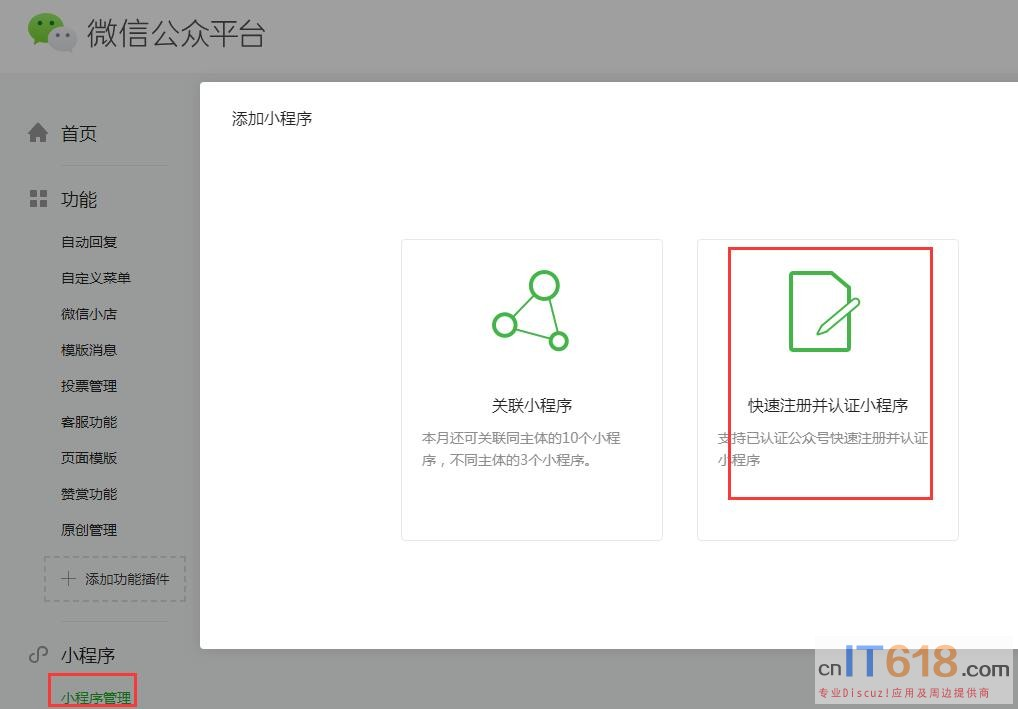 微信公众平台
首页
功能
自动回复
自定义菜单
微信小店
模版消息
投票管理
客服功能
页面模版
赞赏功能
原创管理
添加功能插件
小程序
小程序管理
添加小程序
关联小程序
本月还可关联同主体的10个小程
序，不同主体的3个小程序。
快速注册并认证小程序
支持已认证公众号快速注册并认证
小程序
cnIT618.com
专业Discuz!应用及周边提供商